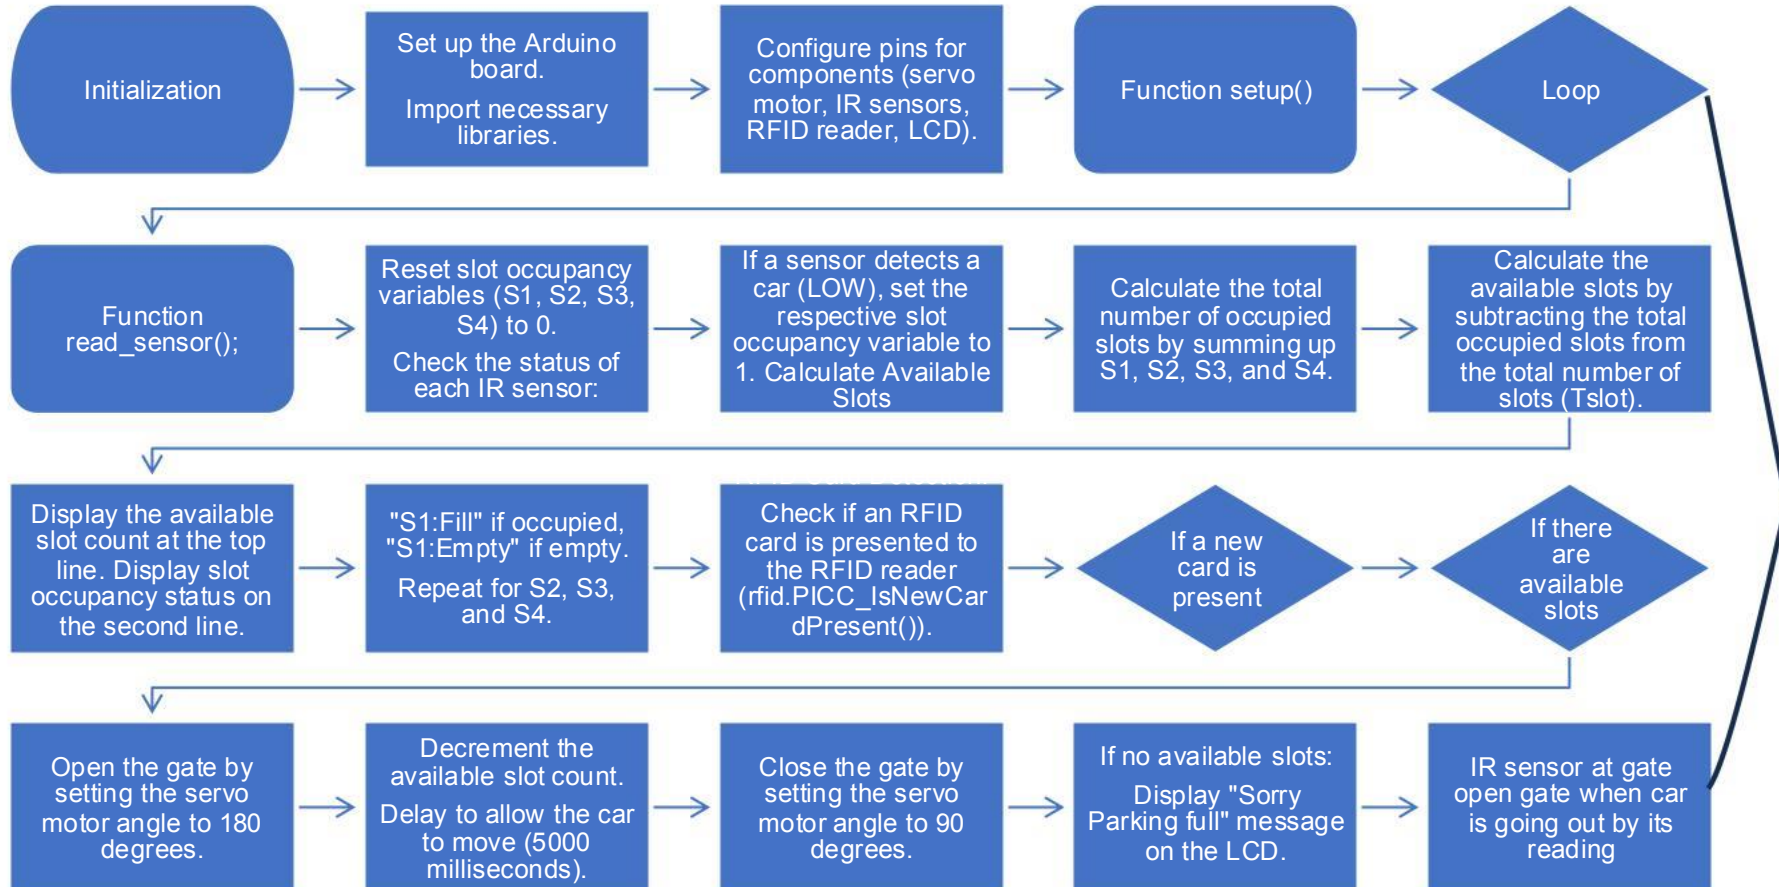 Initialization
Set up the Arduino
board.
Import necessary
libraries.
Configure pins for
components (servo
motor, IR sensors,
RFID reader, LCD).
Function setup()
Loop
Function
read_sensor();
Reset slot occupancy
variables (S1, S2, S3,
S4) to 0.
Check the status of
each IR sensor:
If a sensor detects a
car (LOW), set the
respective slot
occupancy variable to
1. Calculate Available
Slots
Calculate the total
number of occupied
slots by summing up
S1, S2, S3, and S4.
Calculate the
available slots by
subtracting the total
occupied slots from
the total number of
slots (Tslot).
Display the available
slot count at the top
line. Display slot
occupancy status on
the second line.
"S1:Fill" if occupied,
"S1:Empty" if empty.
Repeat for S2, S3,
and S4.
Check if an RFID
card is presented to
the RFID reader
(rfid.PICC_IsNewCar
dPresent()).
If a new
card is
present
If there
are
available
slots
Open the gate by
setting the servo
motor angle to 180
degrees.
Decrement the
available slot count.
Delay to allow the car
to move (5000
milliseconds).
Close the gate by
setting the servo
motor angle to 90
degrees.
If no available slots:
Display "Sorry
Parking full" message
on the LCD.
IR sensor at gate
open gate when car
is going out by its
reading